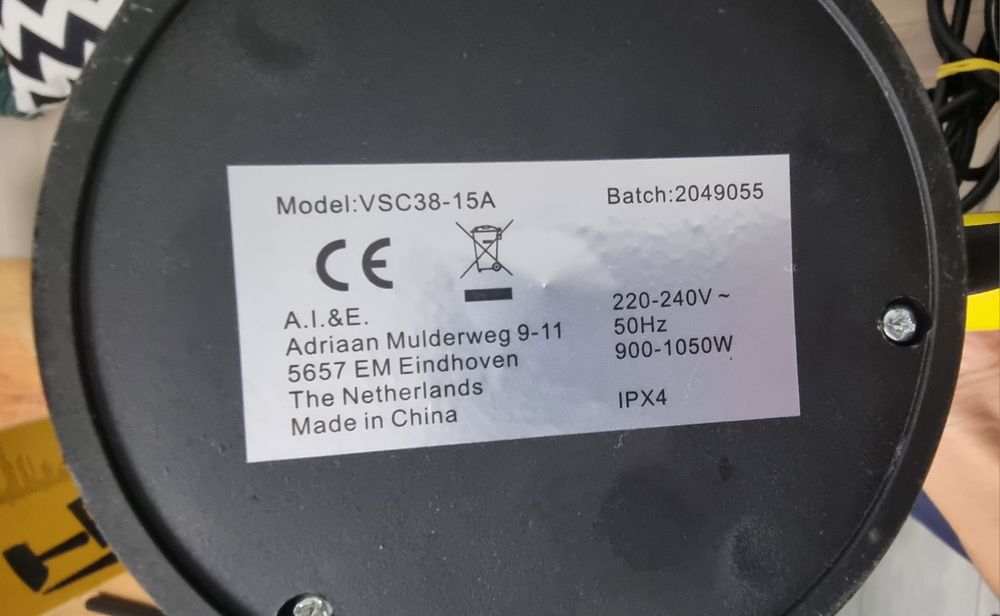 Model:VSC38-15A
Batch:2049055
CE
A.I.&E.
Adriaan Mulderweg 9-11
5657 EM Eindhoven
The Netherlands
Made in China
220-240V ~
50Hz
900-1050W
IPX4